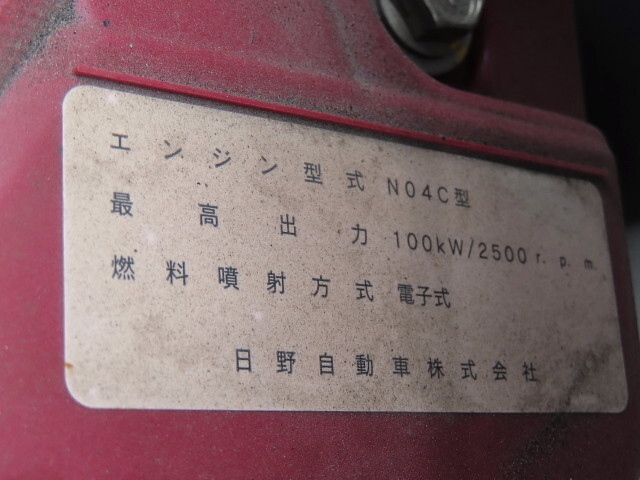 エンジン型式 N04C型
最高出力 100kW/2500 r.p.m.
燃料噴射方式 電子式
日野自動車株式会社